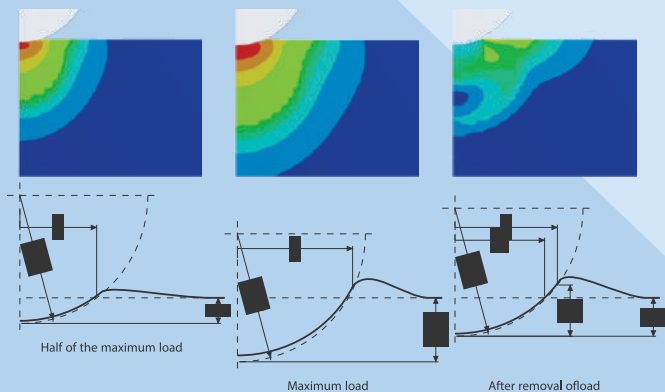 Half of the maximum load
Maximum load
After removal ofload